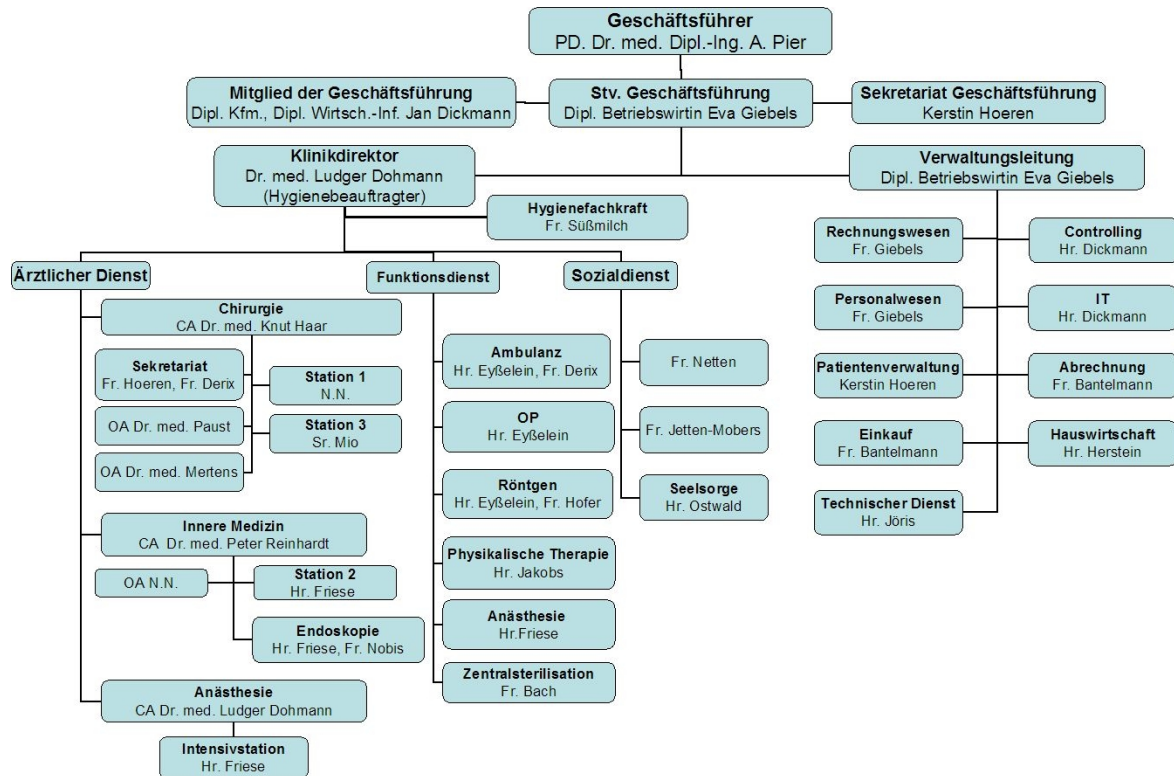 Geschäftsführer
PD. Dr. med. Dipl.-Ing. A. Pier
Mitglied der Geschäftsführung
Dipl. Kfm., Dipl. Wirtsch.-Inf. Jan Dickmann
Stv. Geschäftsführung
Dipl. Betriebswirtin Eva Giebels
Sekretariat Geschäftsführung
Kerstin Hoeren
Klinikdirektor
Dr. med. Ludger Dohmann
(Hygienebeauftragter)
Verwaltungsleitung
Dipl. Betriebswirtin Eva Giebels
Hygienefachkraft
Fr. Süßmilch
Ärztlicher Dienst
Chirurgie
CA Dr. med. Knut Haar
Sekretariat
Fr. Hoeren, Fr. Derix
Station 1
N.N.
OA Dr. med. Paust
Station 3
Sr. Mio
OA Dr. med. Mertens
Innere Medizin
CA Dr. med. Peter Reinhardt
OA N.N.
Station 2
Hr. Friese
Endoskopie
Hr. Friese, Fr. Nobis
Anästhesie
CA Dr. med. Ludger Dohmann
Intensivstation
Hr. Friese
Funktionsdienst
Ambulanz
Hr. Eyßelein, Fr. Derix
OP
Hr. Eyßelein
Röntgen
Hr. Eyßelein, Fr. Hofer
Physikalische Therapie
Hr. Jakobs
Anästhesie
Hr.Friese
Zentralsterilisation
Fr. Bach
Sozialdienst
Fr. Netten
Fr. Jetten-Mobers
Seelsorge
Hr. Ostwald
Rechnungswesen
Fr. Giebels
Controlling
Hr. Dickmann
Personalwesen
Fr. Giebels
IT
Hr. Dickmann
Patientenverwaltung
Kerstin Hoeren
Abrechnung
Fr. Bantelmann
Einkauf
Fr. Bantelmann
Hauswirtschaft
Hr. Herstein
Technischer Dienst
Hr. Jöris